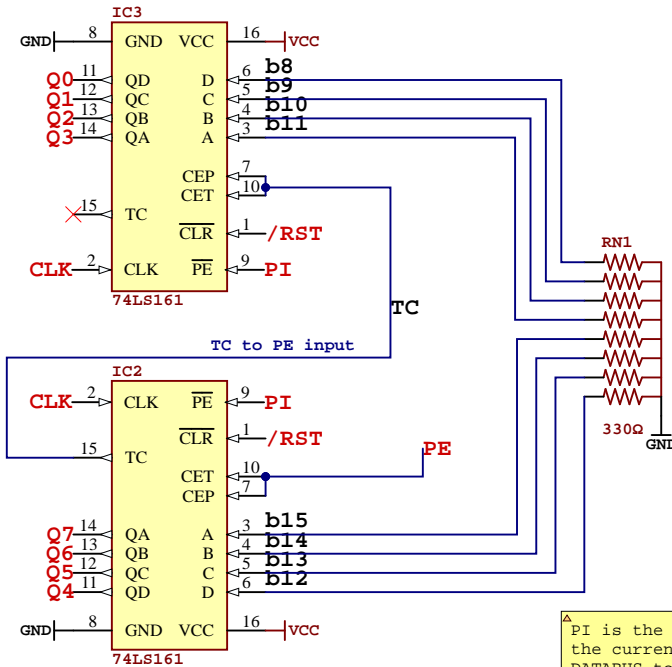 IC3
GND 8 GND VCC 16 VCC
Q0 11 QD D 6 b8
Q1 12 QC C 5 b9
Q2 13 QB B 4 b10
Q3 14 QA A 3 b11
CEP 7
CET 10
15 TC
CLR 1 /RST
CLK 2 CLK PE 9 PI
74LS161
RN1
TC
TC to PE input
330Ω
GND
IC2
CLK 2 CLK PE 9 PI
CLR 1 /RST
15 TC
CET 10 PE
CEP 7
Q7 14 QA A 3 b15
Q6 13 QB B 4 b14
Q5 12 QC C 5 b13
Q4 11 QD D 6 b12
GND 8 GND VCC 16 VCC
74LS161
PI is the
the curren